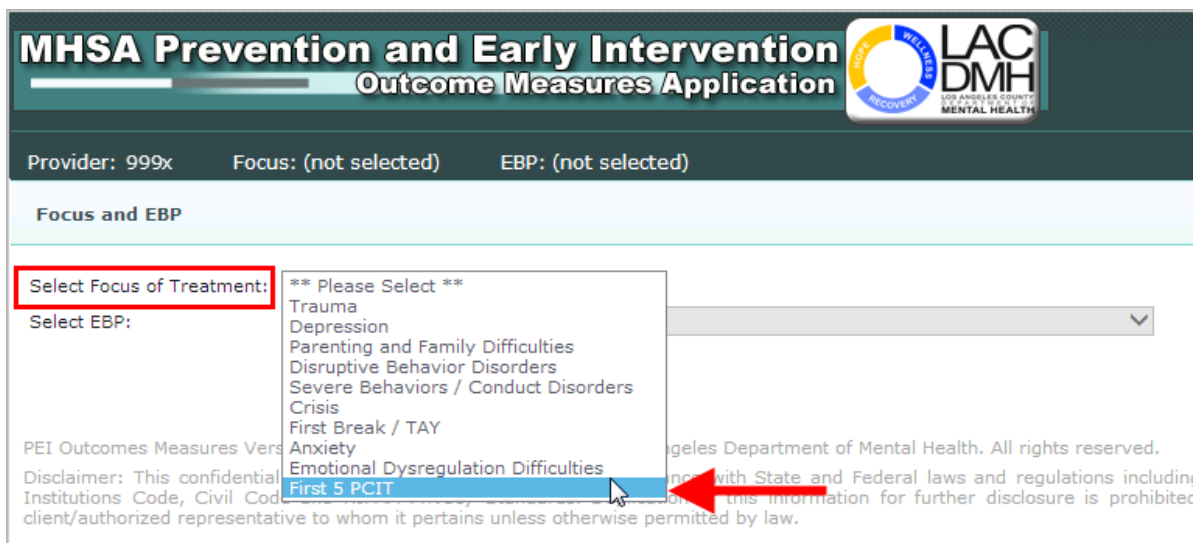 MHSA Prevention and Early Intervention
Outcome Measures Application
HOPE
WELLNESS
RECOVERY
LAC
DMH
LOS ANGELES COUNTY
DEPARTMENT OF
MENTAL HEALTH
Provider: 999x Focus: (not selected) EBP: (not selected)
Focus and EBP
Select Focus of Treatment:
** Please Select **
Trauma
Select EBP:
Depression
Parenting and Family Difficulties
Disruptive Behavior Disorders
Severe Behaviors / Conduct Disorders
Crisis
First Break / TAY
Anxiety
Emotional Dysregulation Difficulties
First 5 PCIT
PEI Outcomes Measures Vers geles Department of Mental Health. All rights reserved.
Disclaimer: This confidential with State and Federal laws and regulations including
Institutions Code, Civil Cod this information for further disclosure is prohibited
client/authorized representative to whom it pertains unless otherwise permitted by law.